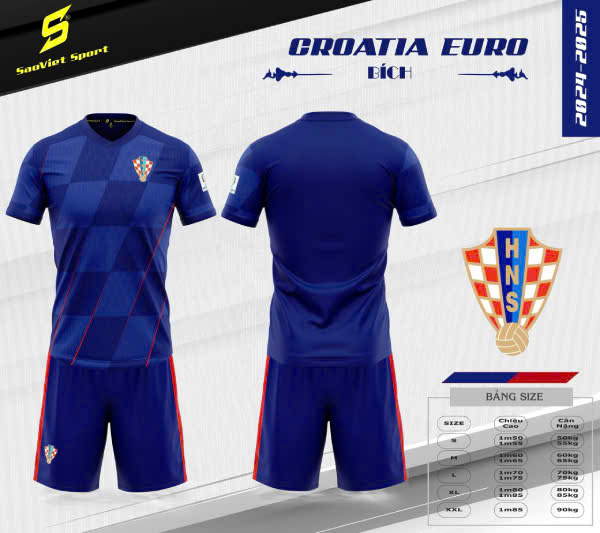 S
®
SaoViet Sport
CROATIA EURO
BÍCH
2024-2025
HNS
BẢNG SIZE
SIZE Chiều Cao Cân Nặng
S 1m50 1m55 50kg 55kg
M 1m60 1m65 60kg 65kg
L 1m70 1m75 70kg 75kg
XL 1m80 1m85 80kg 85kg
XXL 1m85 90kg